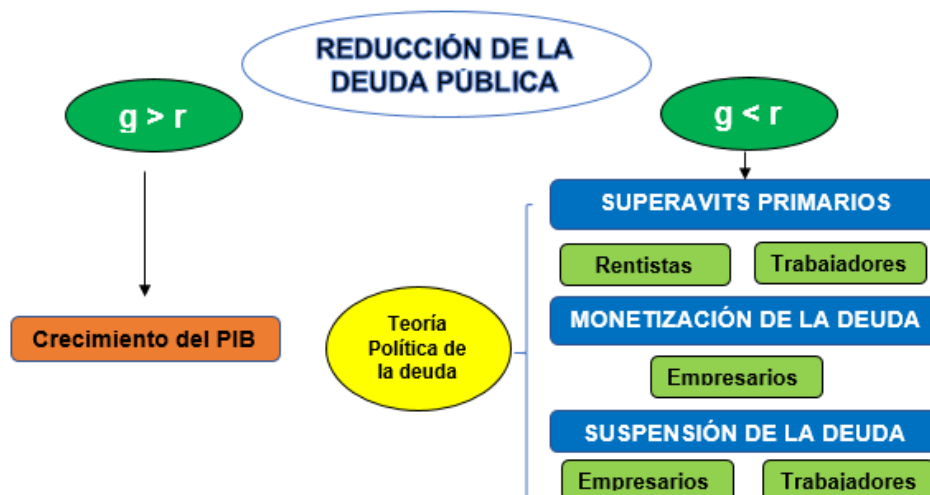 REDUCCIÓN DE LA
DEUDA PÚBLICA
g > r
g < r
SUPERAVITS PRIMARIOS
Rentistas
Trabajadores
Crecimiento del PIB
Teoría
Política de
la deuda
MONETIZACIÓN DE LA DEUDA
Empresarios
SUSPENSIÓN DE LA DEUDA
Empresarios
Trabajadores